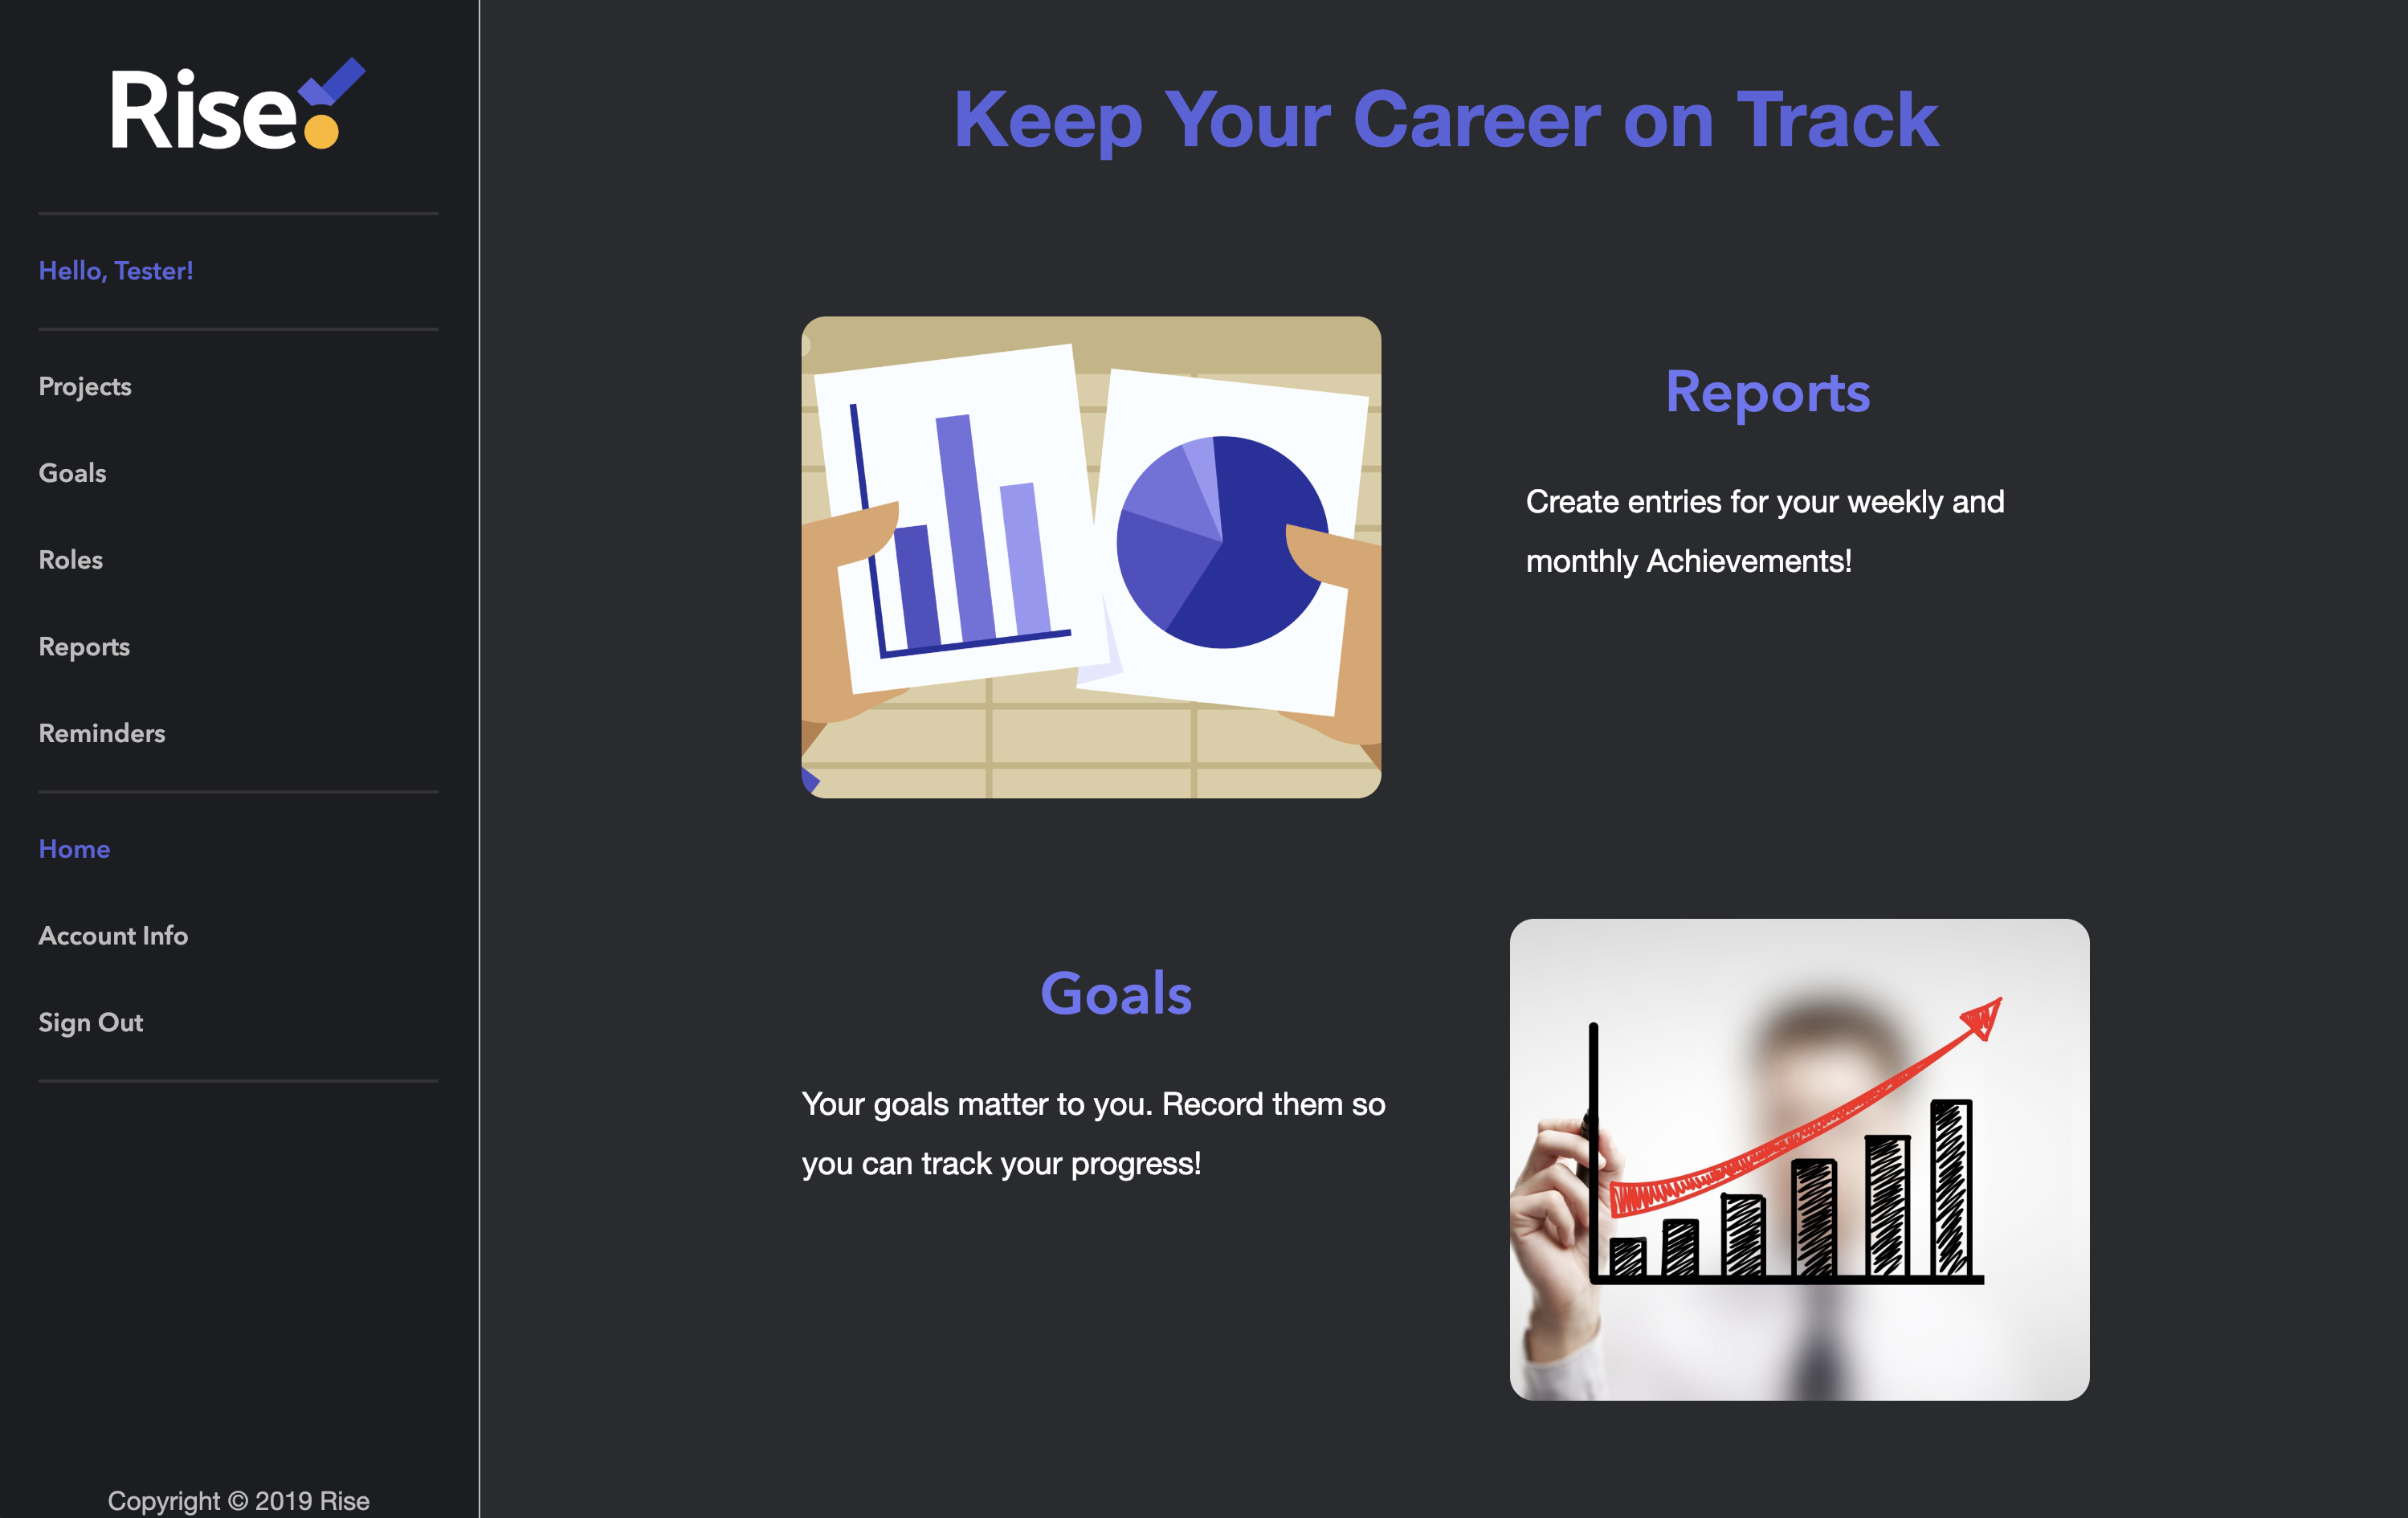 Rise
Hello, Tester!
Projects
Goals
Roles
Reports
Reminders
Home
Account Info
Sign Out
Copyright © 2019 Rise
Keep Your Career on Track
Reports
Create entries for your weekly and
monthly Achievements!
Goals
Your goals matter to you. Record them so
you can track your progress!